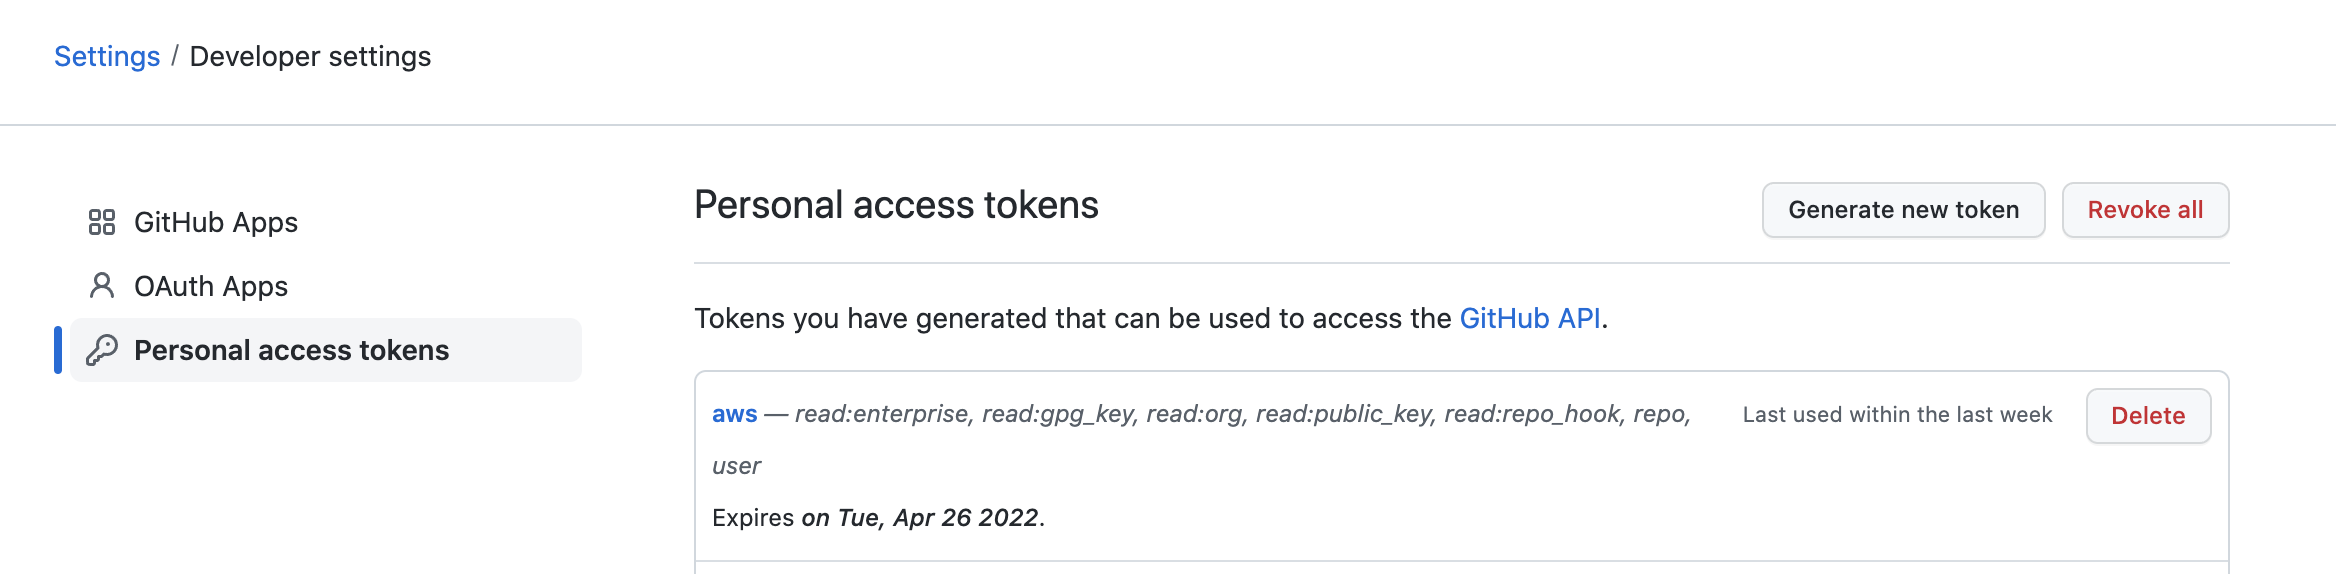 Settings / Developer settings
GitHub Apps
OAuth Apps
Personal access tokens
Personal access tokens
Generate new token
Revoke all
Tokens you have generated that can be used to access the GitHub API.
aws — read:enterprise, read:gpg_key, read:org, read:public_key, read:repo_hook, repo,
user
Last used within the last week
Delete
Expires on Tue, Apr 26 2022.